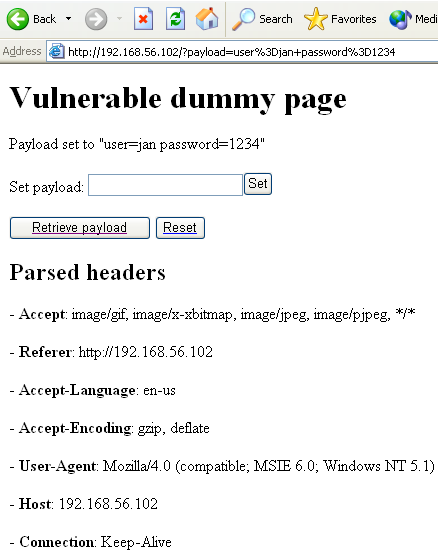 Back Search Favorites Medi
Address http://192.168.56.102/?payload=user%3Djan+password%3D1234
Vulnerable dummy page
Payload set to "user=jan password=1234"
Set payload: Set
Retrieve payload Reset
Parsed headers
- Accept: image/gif, image/x-xbitmap, image/jpeg, image/pjpeg, */*
- Referer: http://192.168.56.102
- Accept-Language: en-us
- Accept-Encoding: gzip, deflate
- User-Agent: Mozilla/4.0 (compatible; MSIE 6.0; Windows NT 5.1)
- Host: 192.168.56.102
- Connection: Keep-Alive